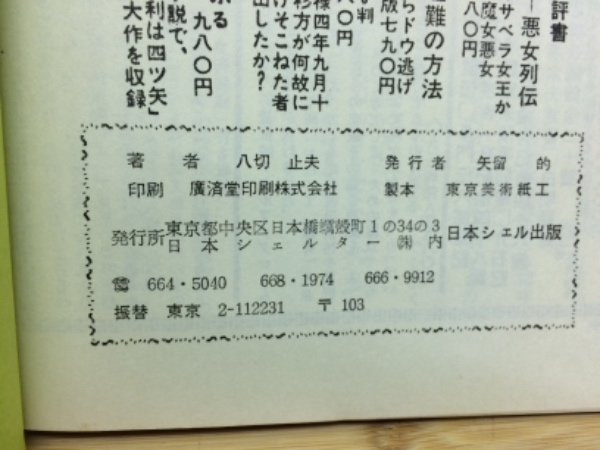 評書
―悪女列伝
サベラ女王か
魔女悪女
八〇円
難の方法
らドウ逃げ
版七九〇円
い判
八〇円
禄四年九月十
杉方が何故に
けそこねた者
出したか?
九八〇円
説で、
利は四ツ矢」
大作を収録
著者 八切止夫 発行者 矢留的
印刷 廣済堂印刷株式会社 製本 東京美術紙工
発行所 東京都中央区日本橋蠣殻町1の34の3
日本シェルター㈱内 日本シェル出版
☎ 664・5040 668・1974 666・9912
振替 東京 2-112231 〒103